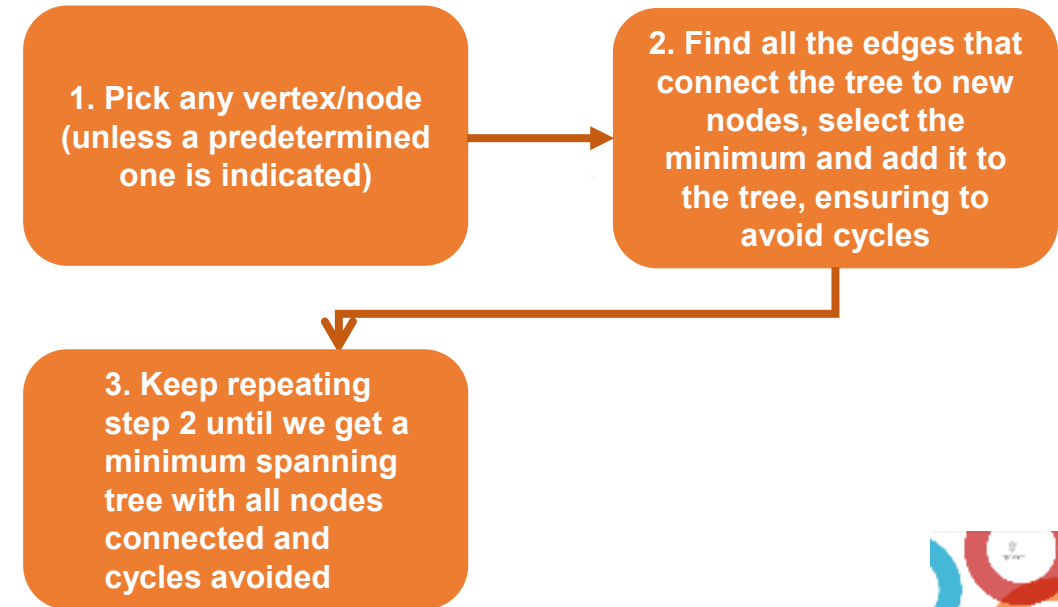 1. Pick any vertex/node
(unless a predetermined
one is indicated)
2. Find all the edges that
connect the tree to new
nodes, select the
minimum and add it to
the tree, ensuring to
avoid cycles
3. Keep repeating
step 2 until we get a
minimum spanning
tree with all nodes
connected and
cycles avoided